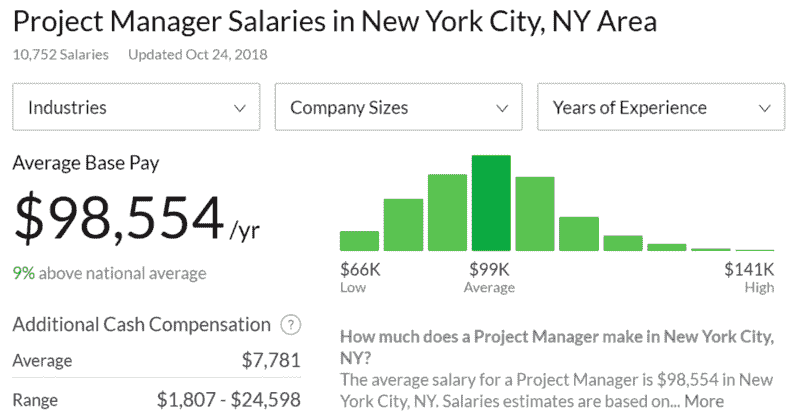 Project Manager Salaries in New York City, NY Area
10,752 Salaries Updated Oct 24, 2018
Industries Company Sizes Years of Experience
Average Base Pay
$98,554 /yr
9% above national average
$66K $99K $141K
Low Average High
Additional Cash Compensation ?
Average $7,781
Range $1,807 - $24,598
How much does a Project Manager make in New York City,
NY?
The average salary for a Project Manager is $98,554 in New
York City, NY. Salaries estimates are based on... More